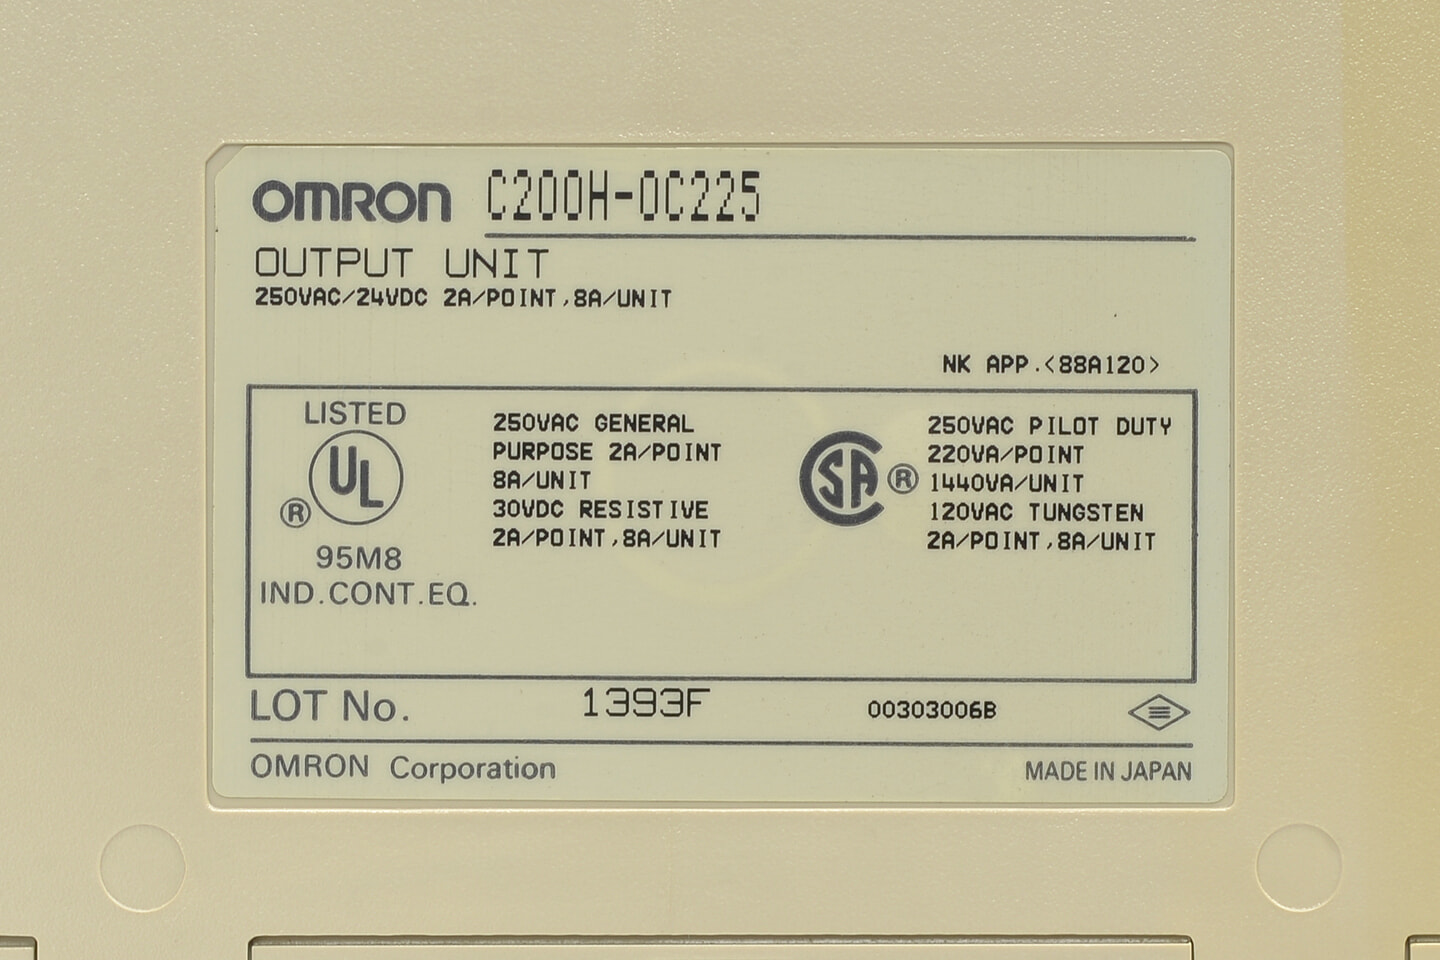 OMRON C200H-OC225
OUTPUT UNIT
250VAC/24VDC 2A/POINT,8A/UNIT
NK APP.<88A120>
LISTED
UL
®
95M8
IND.CONT.EQ.
250VAC GENERAL
PURPOSE 2A/POINT
8A/UNIT
30VDC RESISTIVE
2A/POINT,8A/UNIT
SA ®
250VAC PILOT DUTY
220VA/POINT
1440VA/UNIT
120VAC TUNGSTEN
2A/POINT,8A/UNIT
LOT No. 1393F 00303006B
OMRON Corporation MADE IN JAPAN